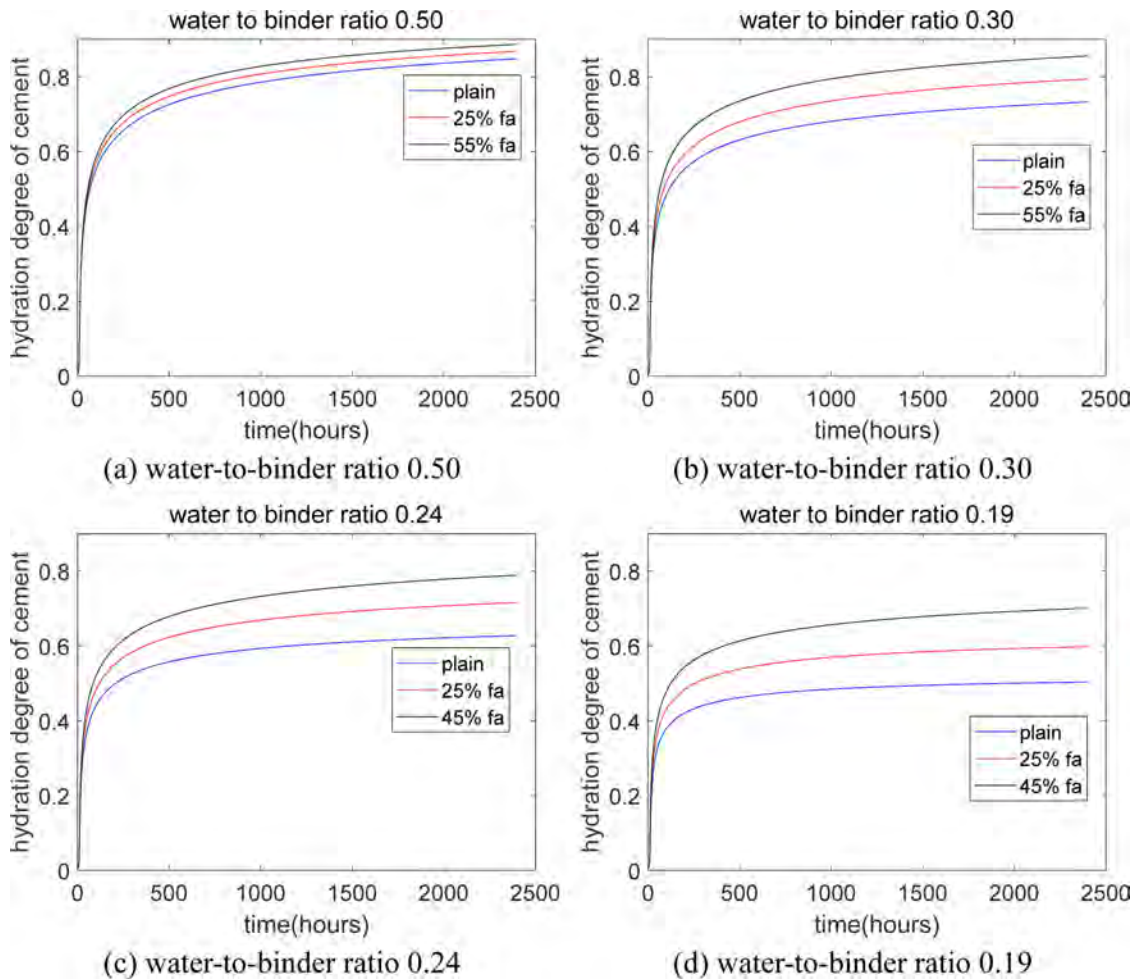 water to binder ratio 0.50
hydration degree of cement
0.8
0.6
0.4
0.2
0
plain
25% fa
55% fa
0 500 1000 1500 2000 2500
time(hours)
(a) water-to-binder ratio 0.50
water to binder ratio 0.30
hydration degree of cement
0.8
0.6
0.4
0.2
0
plain
25% fa
55% fa
0 500 1000 1500 2000 2500
time(hours)
(b) water-to-binder ratio 0.30
water to binder ratio 0.24
hydration degree of cement
0.8
0.6
0.4
0.2
0
plain
25% fa
45% fa
0 500 1000 1500 2000 2500
time(hours)
(c) water-to-binder ratio 0.24
water to binder ratio 0.19
hydration degree of cement
0.8
0.6
0.4
0.2
0
plain
25% fa
45% fa
0 500 1000 1500 2000 2500
time(hours)
(d) water-to-binder ratio 0.19